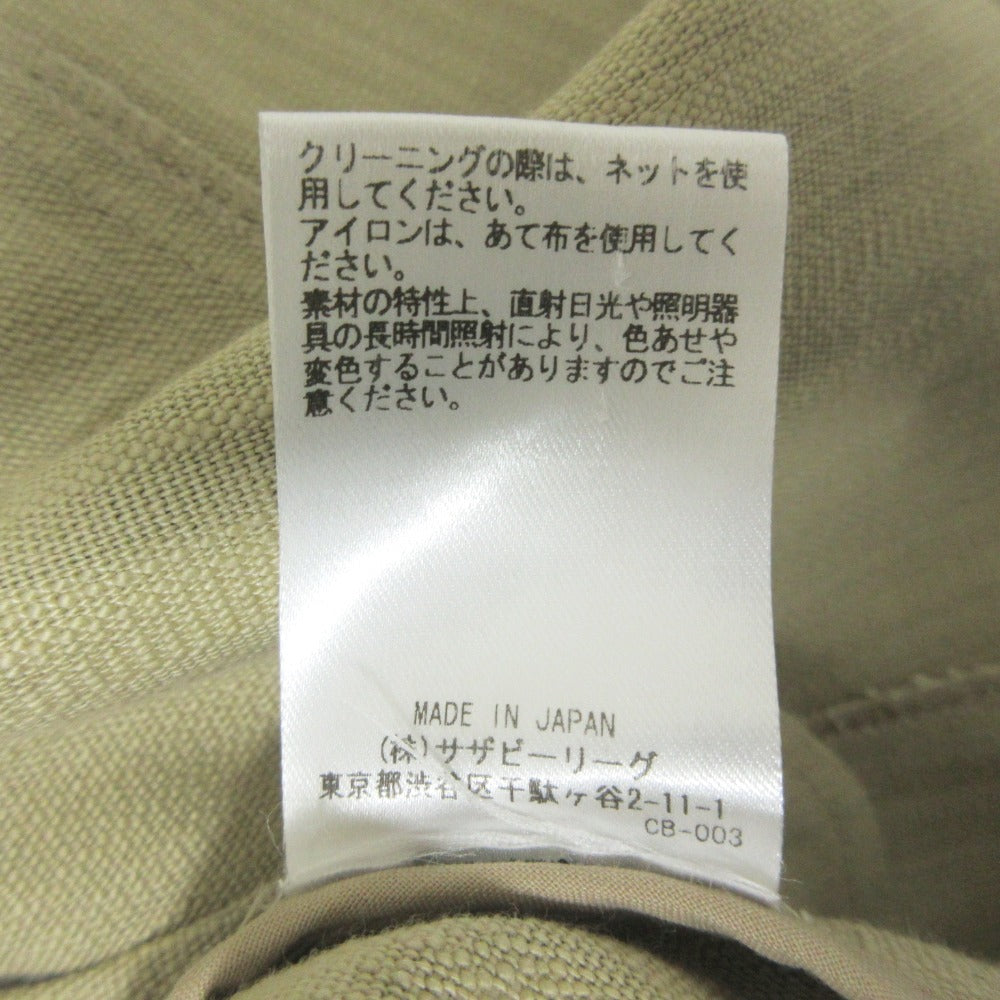 クリーニングの際は、ネットを使
用してください。
アイロンは、あて布を使用してく
ださい。
素材の特性上、直射日光や照明器
具の長時間照射により、色あせや
変色することがありますのでご注
意ください。
MADE IN JAPAN
(株)サザビーリーグ
東京都渋谷区千駄ヶ谷2-11-1
CB-003